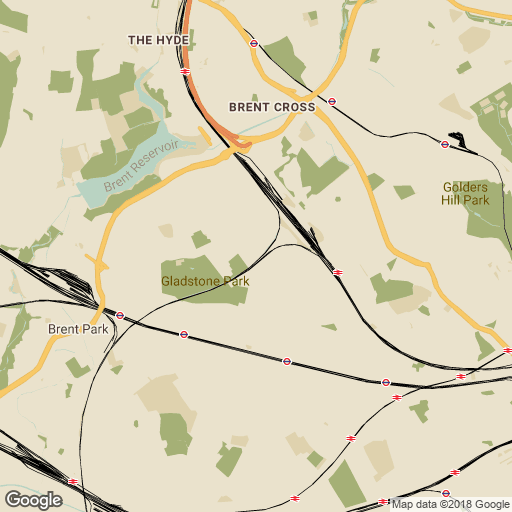 THE HYDE
BRENT CROSS
Brent Reservoir
Golders
Hill Park
Gladstone Park
Brent Park
Google
Map data ©2018 Google